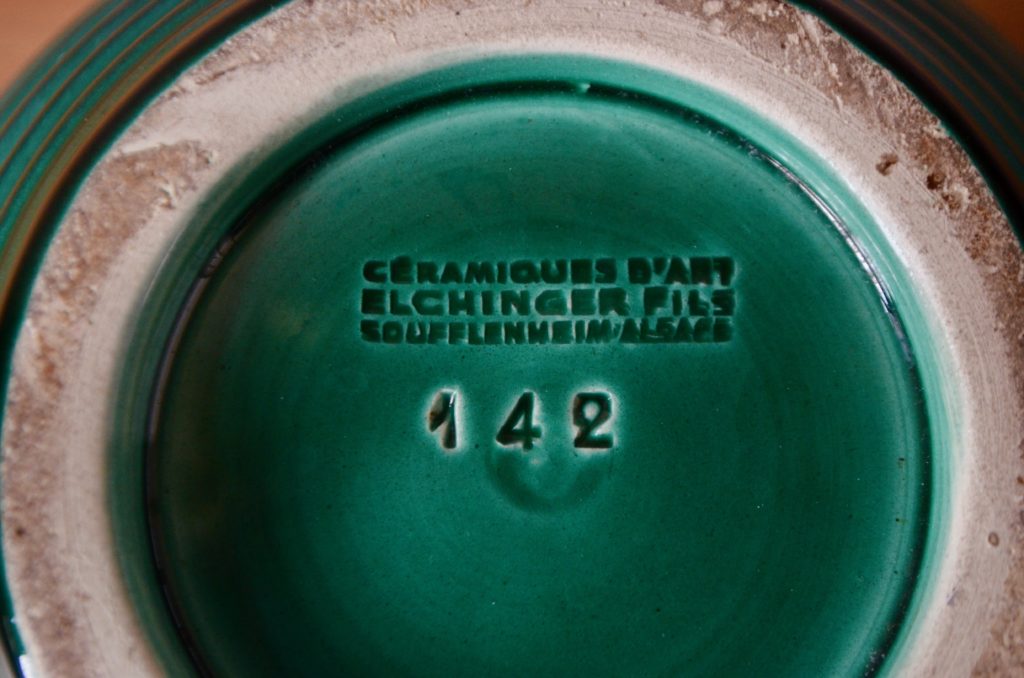 CÉRAMIQUES D'ART
ELCHINGER FILS
SOUFFLENHEIM/ALSACE
142